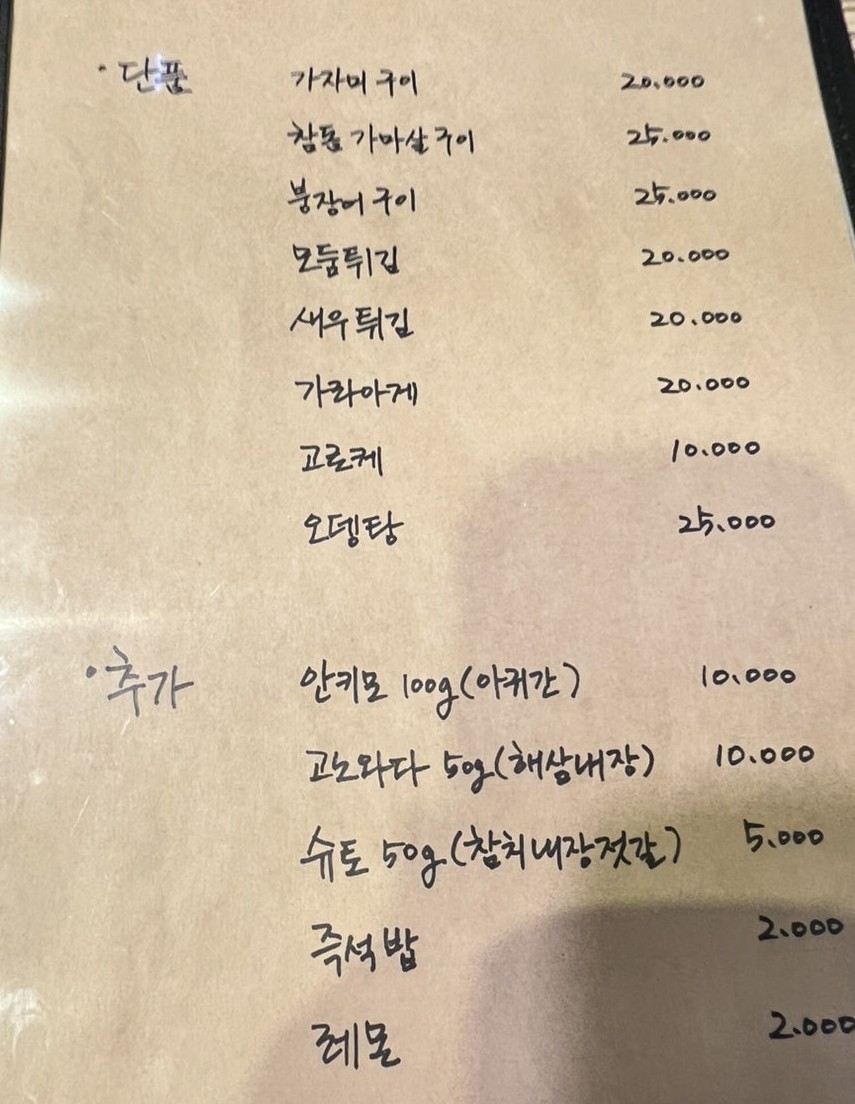 · 단품 가자미 구이 20.000
참돔 가마살 구이 25.000
붕장어 구이 25.000
모둠튀김 20.000
새우튀김 20.000
가라아게 20.000
고로케 10.000
오뎅탕 25.000
· 추가 안키모 100g(아귀간) 10.000
고노와다 50g(해삼내장) 10.000
슈토 50g(참치내장젓갈) 5.000
즉석밥 2.000
레몬 2.000